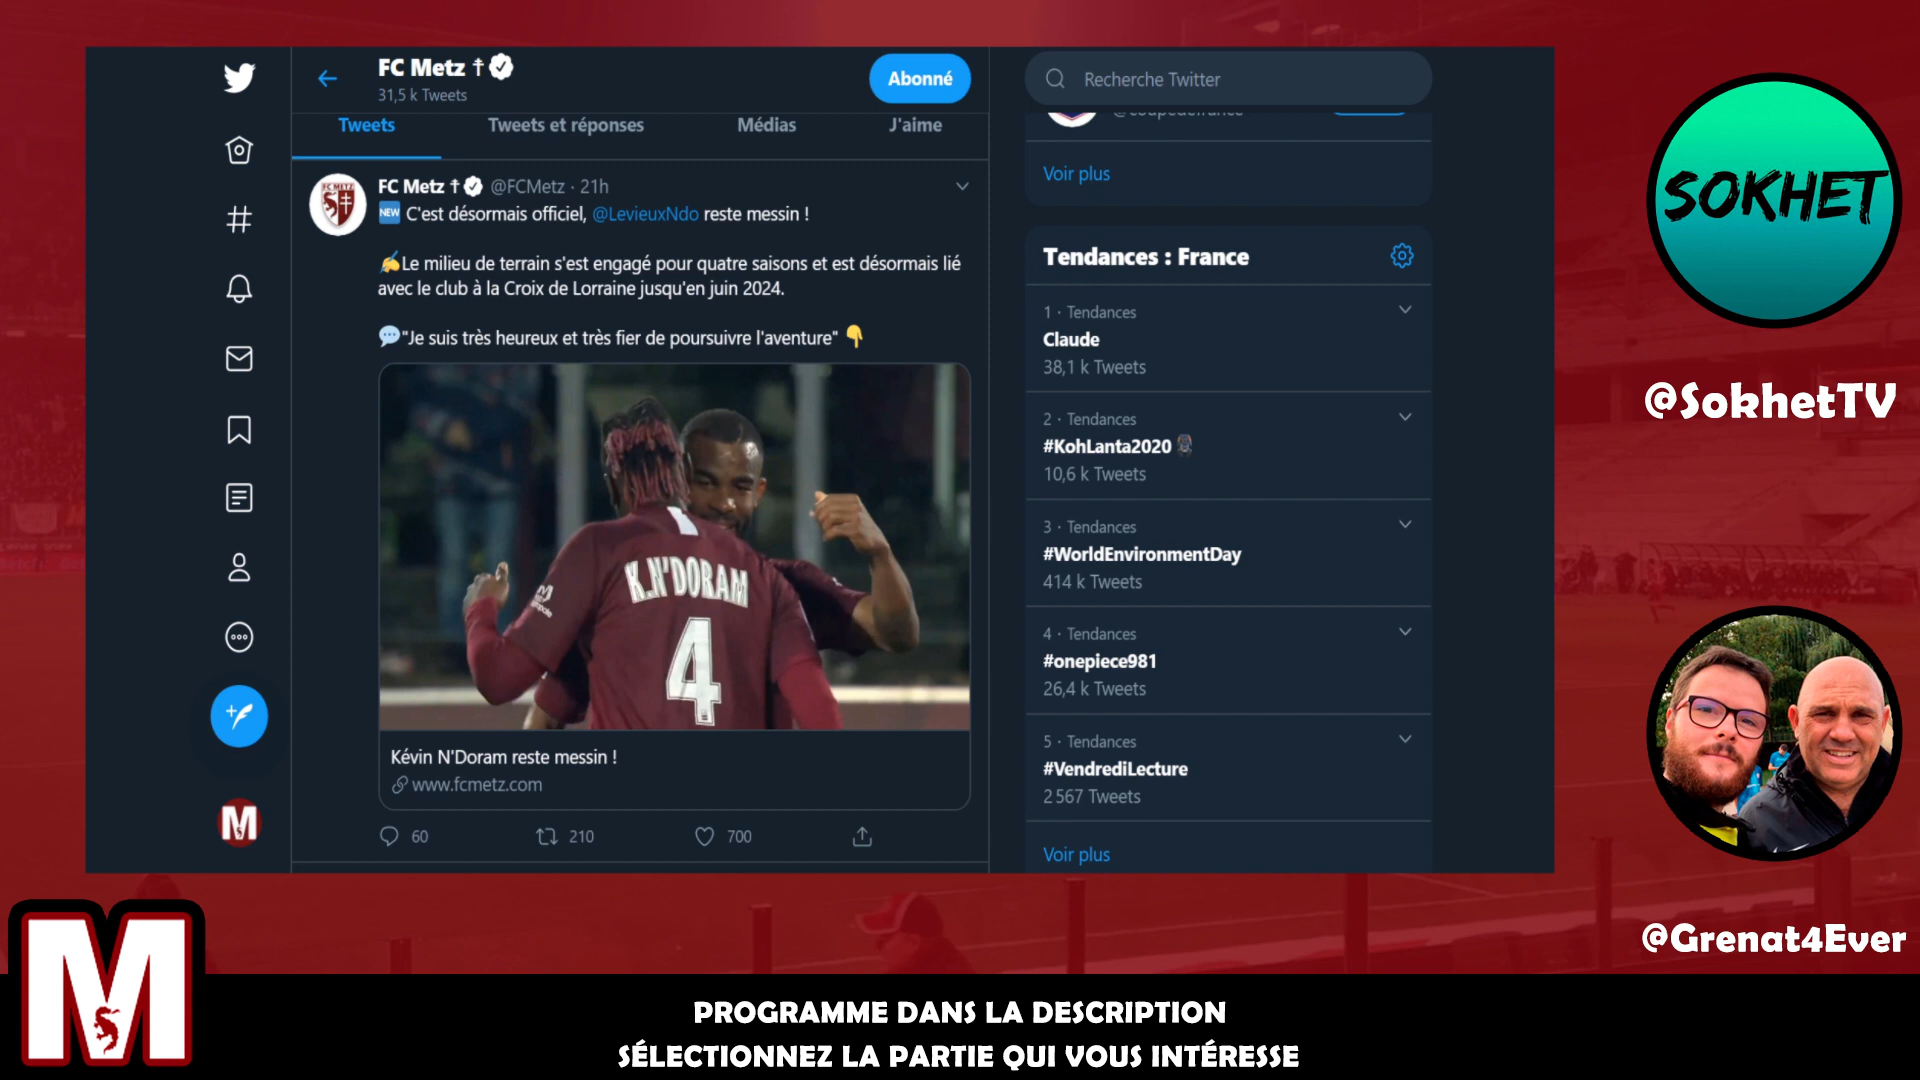 FC Metz ☨
31,5 k Tweets
Abonné
Recherche Twitter
Tweets
Tweets et réponses
Médias
J'aime
@coupedefrance
Voir plus
FC METZ
FC Metz ☨ @FCMetz · 21h
NEW C'est désormais officiel, @LevieuxNdo reste messin !
✍Le milieu de terrain s'est engagé pour quatre saisons et est désormais lié
avec le club à la Croix de Lorraine jusqu'en juin 2024.
💬"Je suis très heureux et très fier de poursuivre l'aventure" 👇
K.N'DORAM
4
Kévin N'Doram reste messin !
www.fcmetz.com
60
210
700
Tendances : France
1 · Tendances
Claude
38,1 k Tweets
2 · Tendances
#KohLanta2020
10,6 k Tweets
3 · Tendances
#WorldEnvironmentDay
414 k Tweets
4 · Tendances
#onepiece981
26,4 k Tweets
5 · Tendances
#VendrediLecture
2 567 Tweets
Voir plus
M
SOKHET
@SokhetTV
@Grenat4Ever
M
PROGRAMME DANS LA DESCRIPTION
SÉLECTIONNEZ LA PARTIE QUI VOUS INTÉRESSE